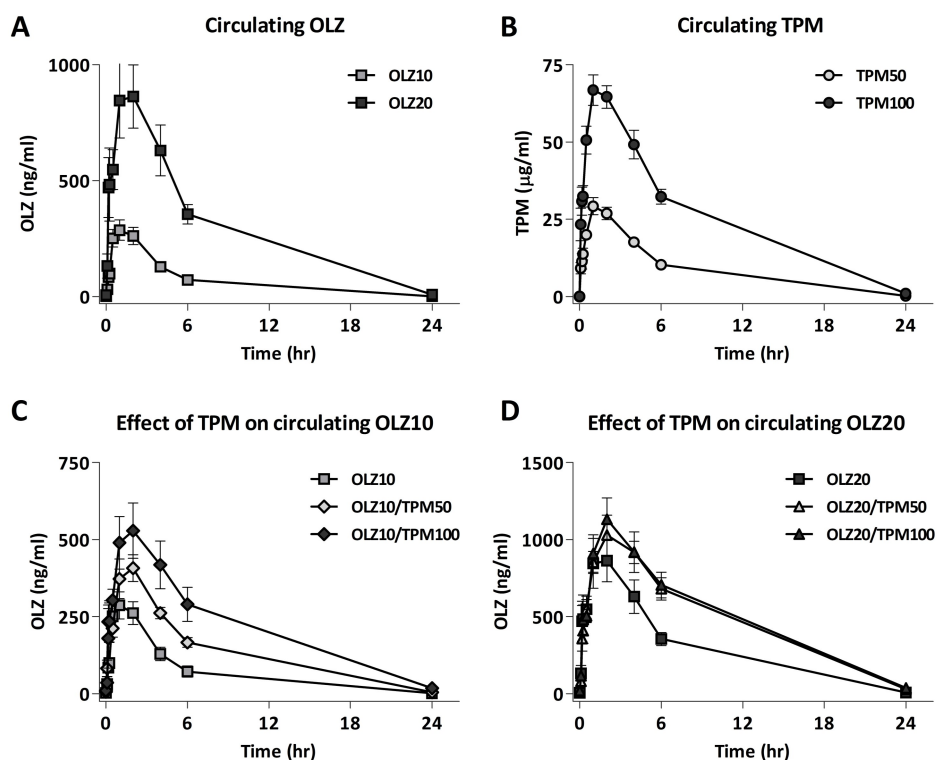 A
Circulating OLZ
1000
500
0
OLZ (ng/ml)
OLZ10
OLZ20
0 6 12 18 24
Time (hr)
B
Circulating TPM
75
50
25
0
TPM (μg/ml)
TPM50
TPM100
0 6 12 18 24
Time (hr)
C
Effect of TPM on circulating OLZ10
750
500
250
0
OLZ (ng/ml)
OLZ10
OLZ10/TPM50
OLZ10/TPM100
0 6 12 18 24
Time (hr)
D
Effect of TPM on circulating OLZ20
1500
1000
500
0
OLZ (ng/ml)
OLZ20
OLZ20/TPM50
OLZ20/TPM100
0 6 12 18 24
Time (hr)